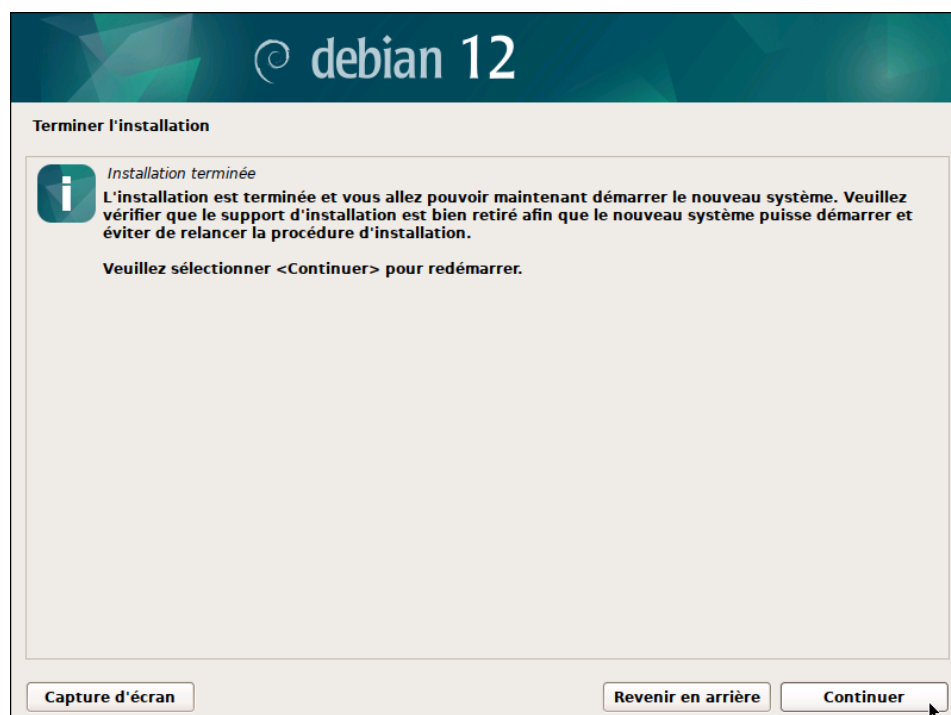 debian 12
Terminer l'installation
Installation terminée
L'installation est terminée et vous allez pouvoir maintenant démarrer le nouveau système. Veuillez
vérifier que le support d'installation est bien retiré afin que le nouveau système puisse démarrer et
éviter de relancer la procédure d'installation.
Veuillez sélectionner <Continuer> pour redémarrer.
Capture d'écran
Revenir en arrière
Continuer